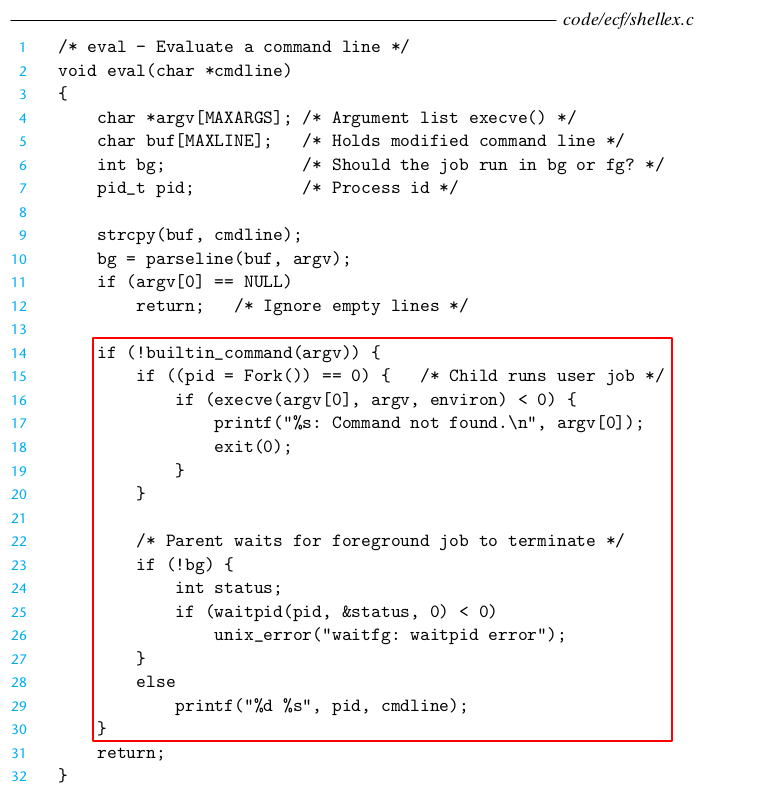 code/ecf/shellex.c
1 /* eval - Evaluate a command line */
2 void eval(char *cmdline)
3 {
4     char *argv[MAXARGS]; /* Argument list execve() */
5     char buf[MAXLINE];   /* Holds modified command line */
6     int bg;              /* Should the job run in bg or fg? */
7     pid_t pid;           /* Process id */
8
9     strcpy(buf, cmdline);
10     bg = parseline(buf, argv);
11     if (argv[0] == NULL)
12         return;   /* Ignore empty lines */
13
14     if (!builtin_command(argv)) {
15         if ((pid = Fork()) == 0) {   /* Child runs user job */
16             if (execve(argv[0], argv, environ) < 0) {
17                 printf("%s: Command not found.\n", argv[0]);
18                 exit(0);
19             }
20         }
21
22         /* Parent waits for foreground job to terminate */
23         if (!bg) {
24             int status;
25             if (waitpid(pid, &status, 0) < 0)
26                 unix_error("waitfg: waitpid error");
27         }
28         else
29             printf("%d %s", pid, cmdline);
30     }
31     return;
32 }